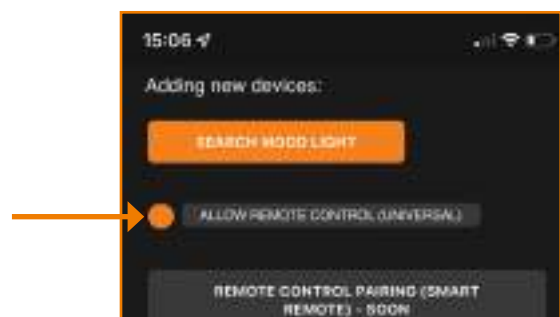 15:06
Adding new devices:
SEARCH MOOD LIGHT
ALLOW REMOTE CONTROL (UNIVERSAL)
REMOTE CONTROL PAIRING (SMART
REMOTE) - SOON